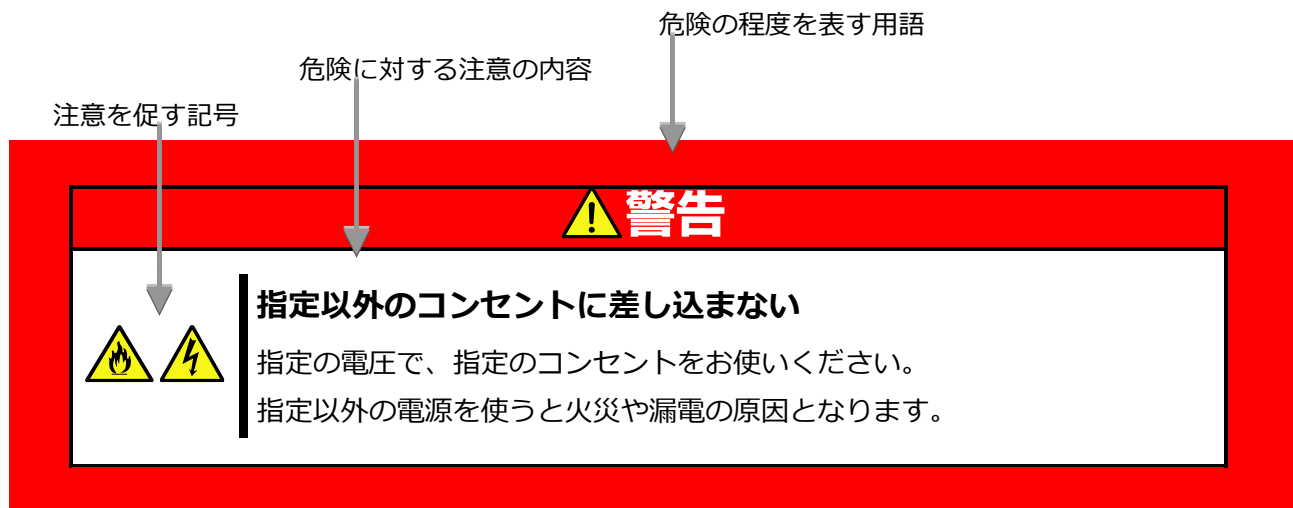 危険の程度を表す用語
危険に対する注意の内容
注意を促す記号
警告
指定以外のコンセントに差し込まない
指定の電圧で、指定のコンセントをお使いください。
指定以外の電源を使うと火災や漏電の原因となります。